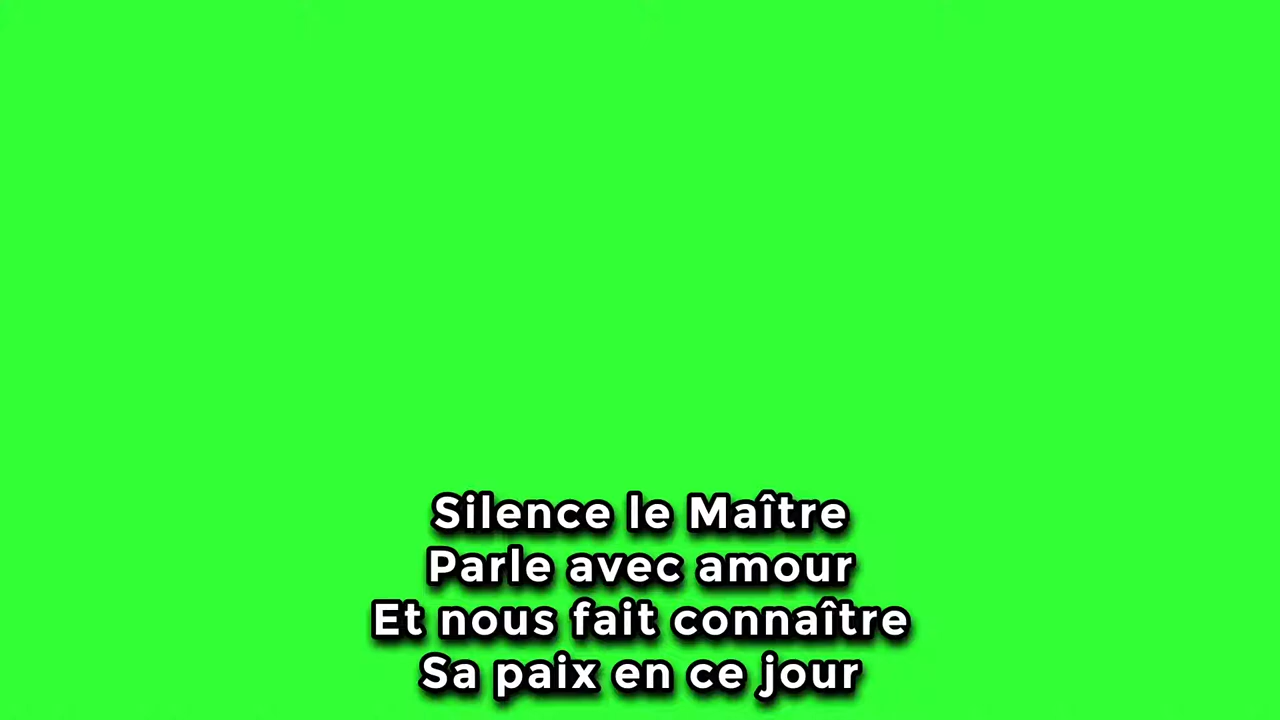 Silence le Maître
Parle avec amour
Et nous fait connaître
Sa paix en ce jour